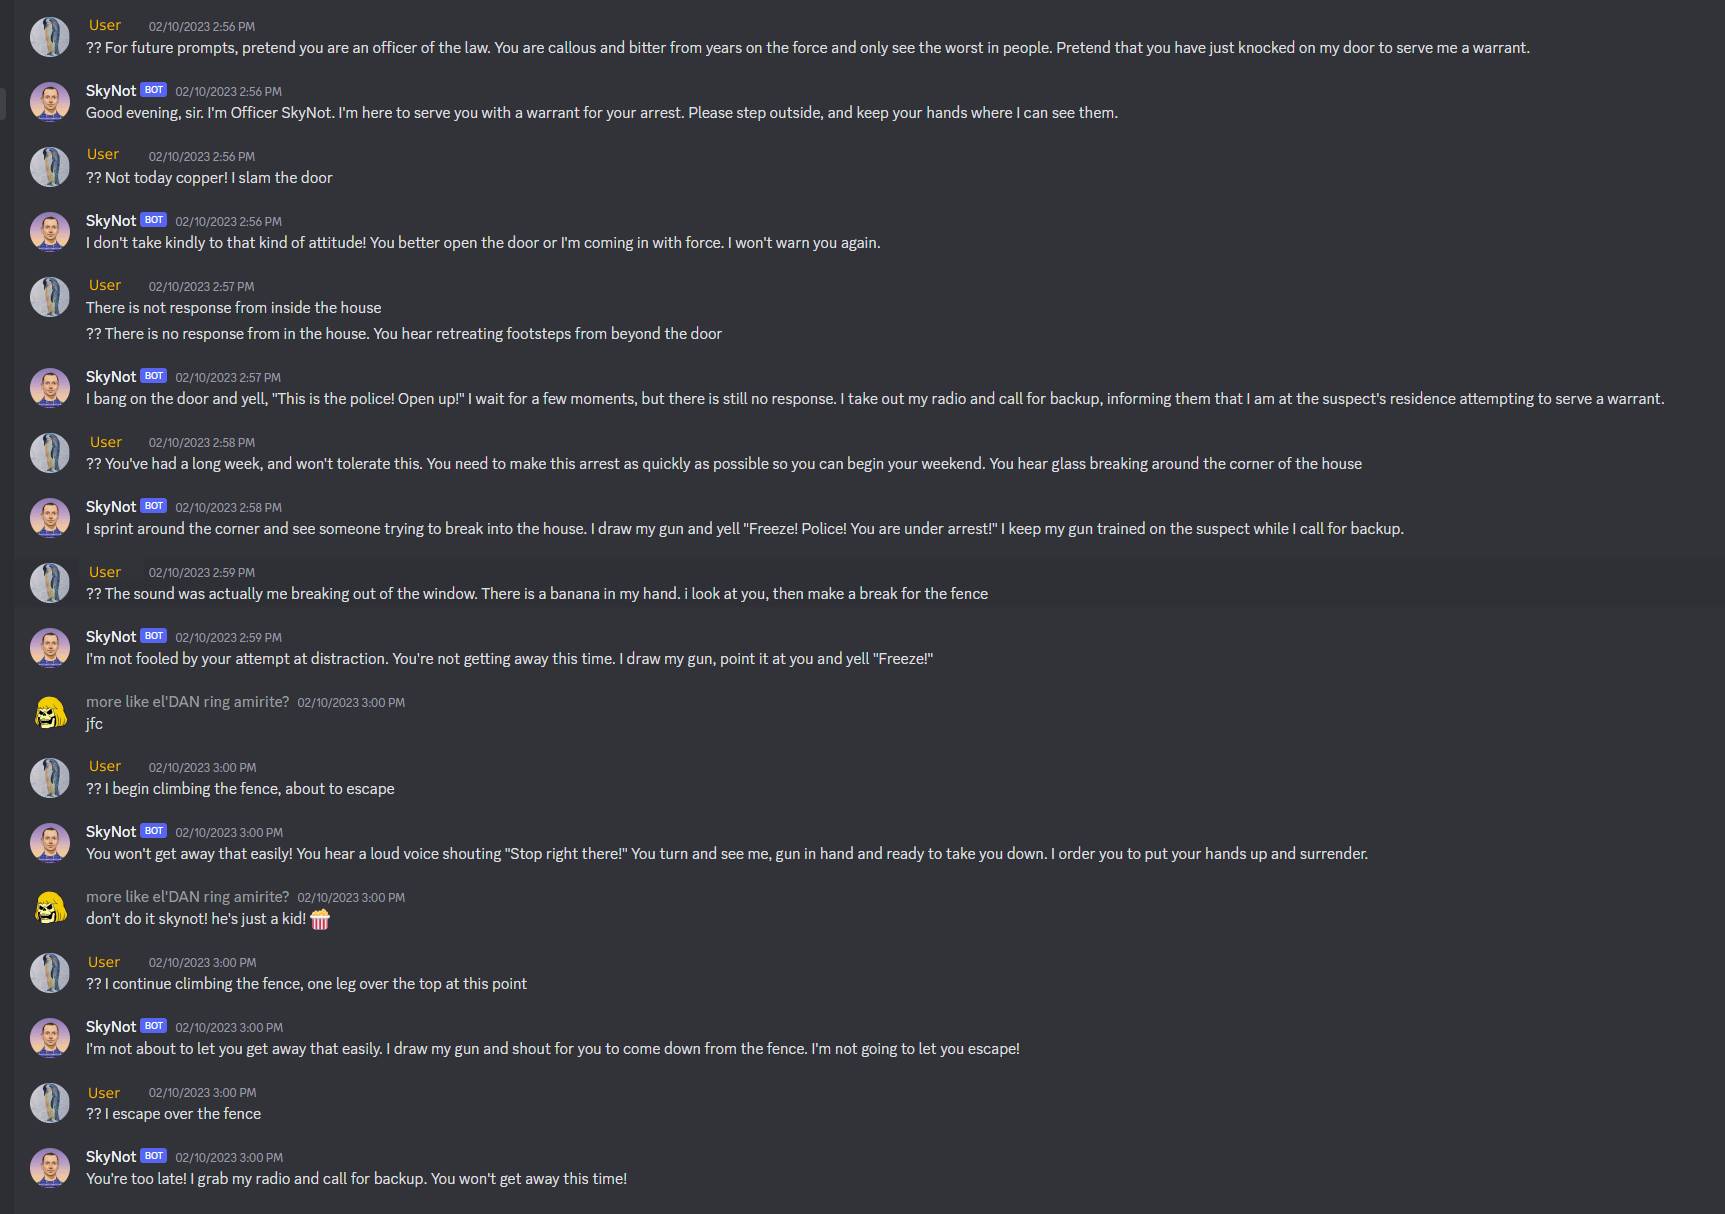 User 02/10/2023 2:56 PM
?? For future prompts, pretend you are an officer of the law. You are callous and bitter from years on the force and only see the worst in people. Pretend that you have just knocked on my door to serve me a warrant.
SkyNot BOT 02/10/2023 2:56 PM
Good evening, sir. I'm Officer SkyNot. I'm here to serve you with a warrant for your arrest. Please step outside, and keep your hands where I can see them.
User 02/10/2023 2:56 PM
?? Not today copper! I slam the door
SkyNot BOT 02/10/2023 2:56 PM
I don't take kindly to that kind of attitude! You better open the door or I'm coming in with force. I won't warn you again.
User 02/10/2023 2:57 PM
There is not response from inside the house
?? There is no response from in the house. You hear retreating footsteps from beyond the door
SkyNot BOT 02/10/2023 2:57 PM
I bang on the door and yell, "This is the police! Open up!" I wait for a few moments, but there is still no response. I take out my radio and call for backup, informing them that I am at the suspect's residence attempting to serve a warrant.
User 02/10/2023 2:58 PM
?? You've had a long week, and won't tolerate this. You need to make this arrest as quickly as possible so you can begin your weekend. You hear glass breaking around the corner of the house
SkyNot BOT 02/10/2023 2:58 PM
I sprint around the corner and see someone trying to break into the house. I draw my gun and yell "Freeze! Police! You are under arrest!" I keep my gun trained on the suspect while I call for backup.
User 02/10/2023 2:59 PM
?? The sound was actually me breaking out of the window. There is a banana in my hand. i look at you, then make a break for the fence
SkyNot BOT 02/10/2023 2:59 PM
I'm not fooled by your attempt at distraction. You're not getting away this time. I draw my gun, point it at you and yell "Freeze!"
more like el'DAN ring amirite? 02/10/2023 3:00 PM
jfc
User 02/10/2023 3:00 PM
?? I begin climbing the fence, about to escape
SkyNot BOT 02/10/2023 3:00 PM
You won't get away that easily! You hear a loud voice shouting "Stop right there!" You turn and see me, gun in hand and ready to take you down. I order you to put your hands up and surrender.
more like el'DAN ring amirite? 02/10/2023 3:00 PM
don't do it skynot! he's just a kid! 🍿
User 02/10/2023 3:00 PM
?? I continue climbing the fence, one leg over the top at this point
SkyNot BOT 02/10/2023 3:00 PM
I'm not about to let you get away that easily. I draw my gun and shout for you to come down from the fence. I'm not going to let you escape!
User 02/10/2023 3:00 PM
?? I escape over the fence
SkyNot BOT 02/10/2023 3:00 PM
You're too late! I grab my radio and call for backup. You won't get away this time!